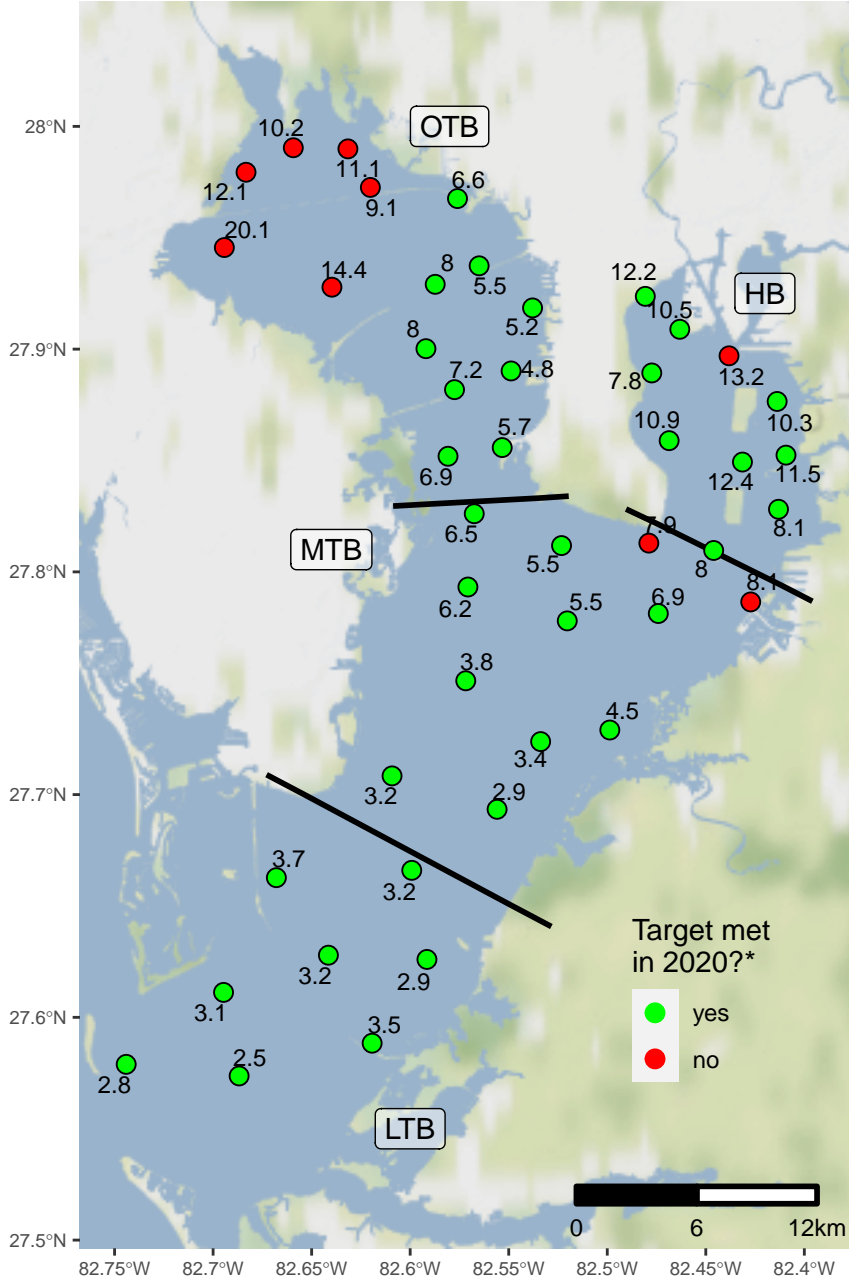 28°N
27.9°N
27.8°N
27.7°N
27.6°N
27.5°N
OTB
10.2
11.1
12.1
9.1
6.6
20.1
14.4
8
5.5
5.2
8
7.2
4.8
5.7
6.9
HB
12.2
10.5
13.2
7.8
10.3
10.9
12.4
11.5
8.1
7.9
8
8.1
MTB
6.5
5.5
6.2
5.5
6.9
3.8
4.5
3.4
3.2
2.9
3.7
3.2
3.2
2.9
3.1
3.5
2.8
2.5
LTB
Target met
in 2020?*
yes
no
0 6 12km
82.75°W 82.7°W 82.65°W 82.6°W 82.55°W 82.5°W 82.45°W 82.4°W